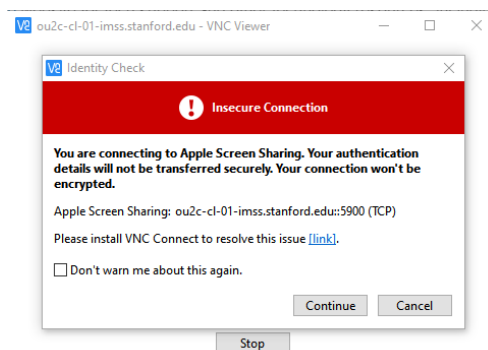 V2 ou2c-cl-01-imss.stanford.edu - VNC Viewer
V2 Identity Check
Insecure Connection
You are connecting to Apple Screen Sharing. Your authentication
details will not be transferred securely. Your connection won't be
encrypted.
Apple Screen Sharing: ou2c-cl-01-imss.stanford.edu::5900 (TCP)
Please install VNC Connect to resolve this issue [link].
Don't warn me about this again.
Continue Cancel
Stop